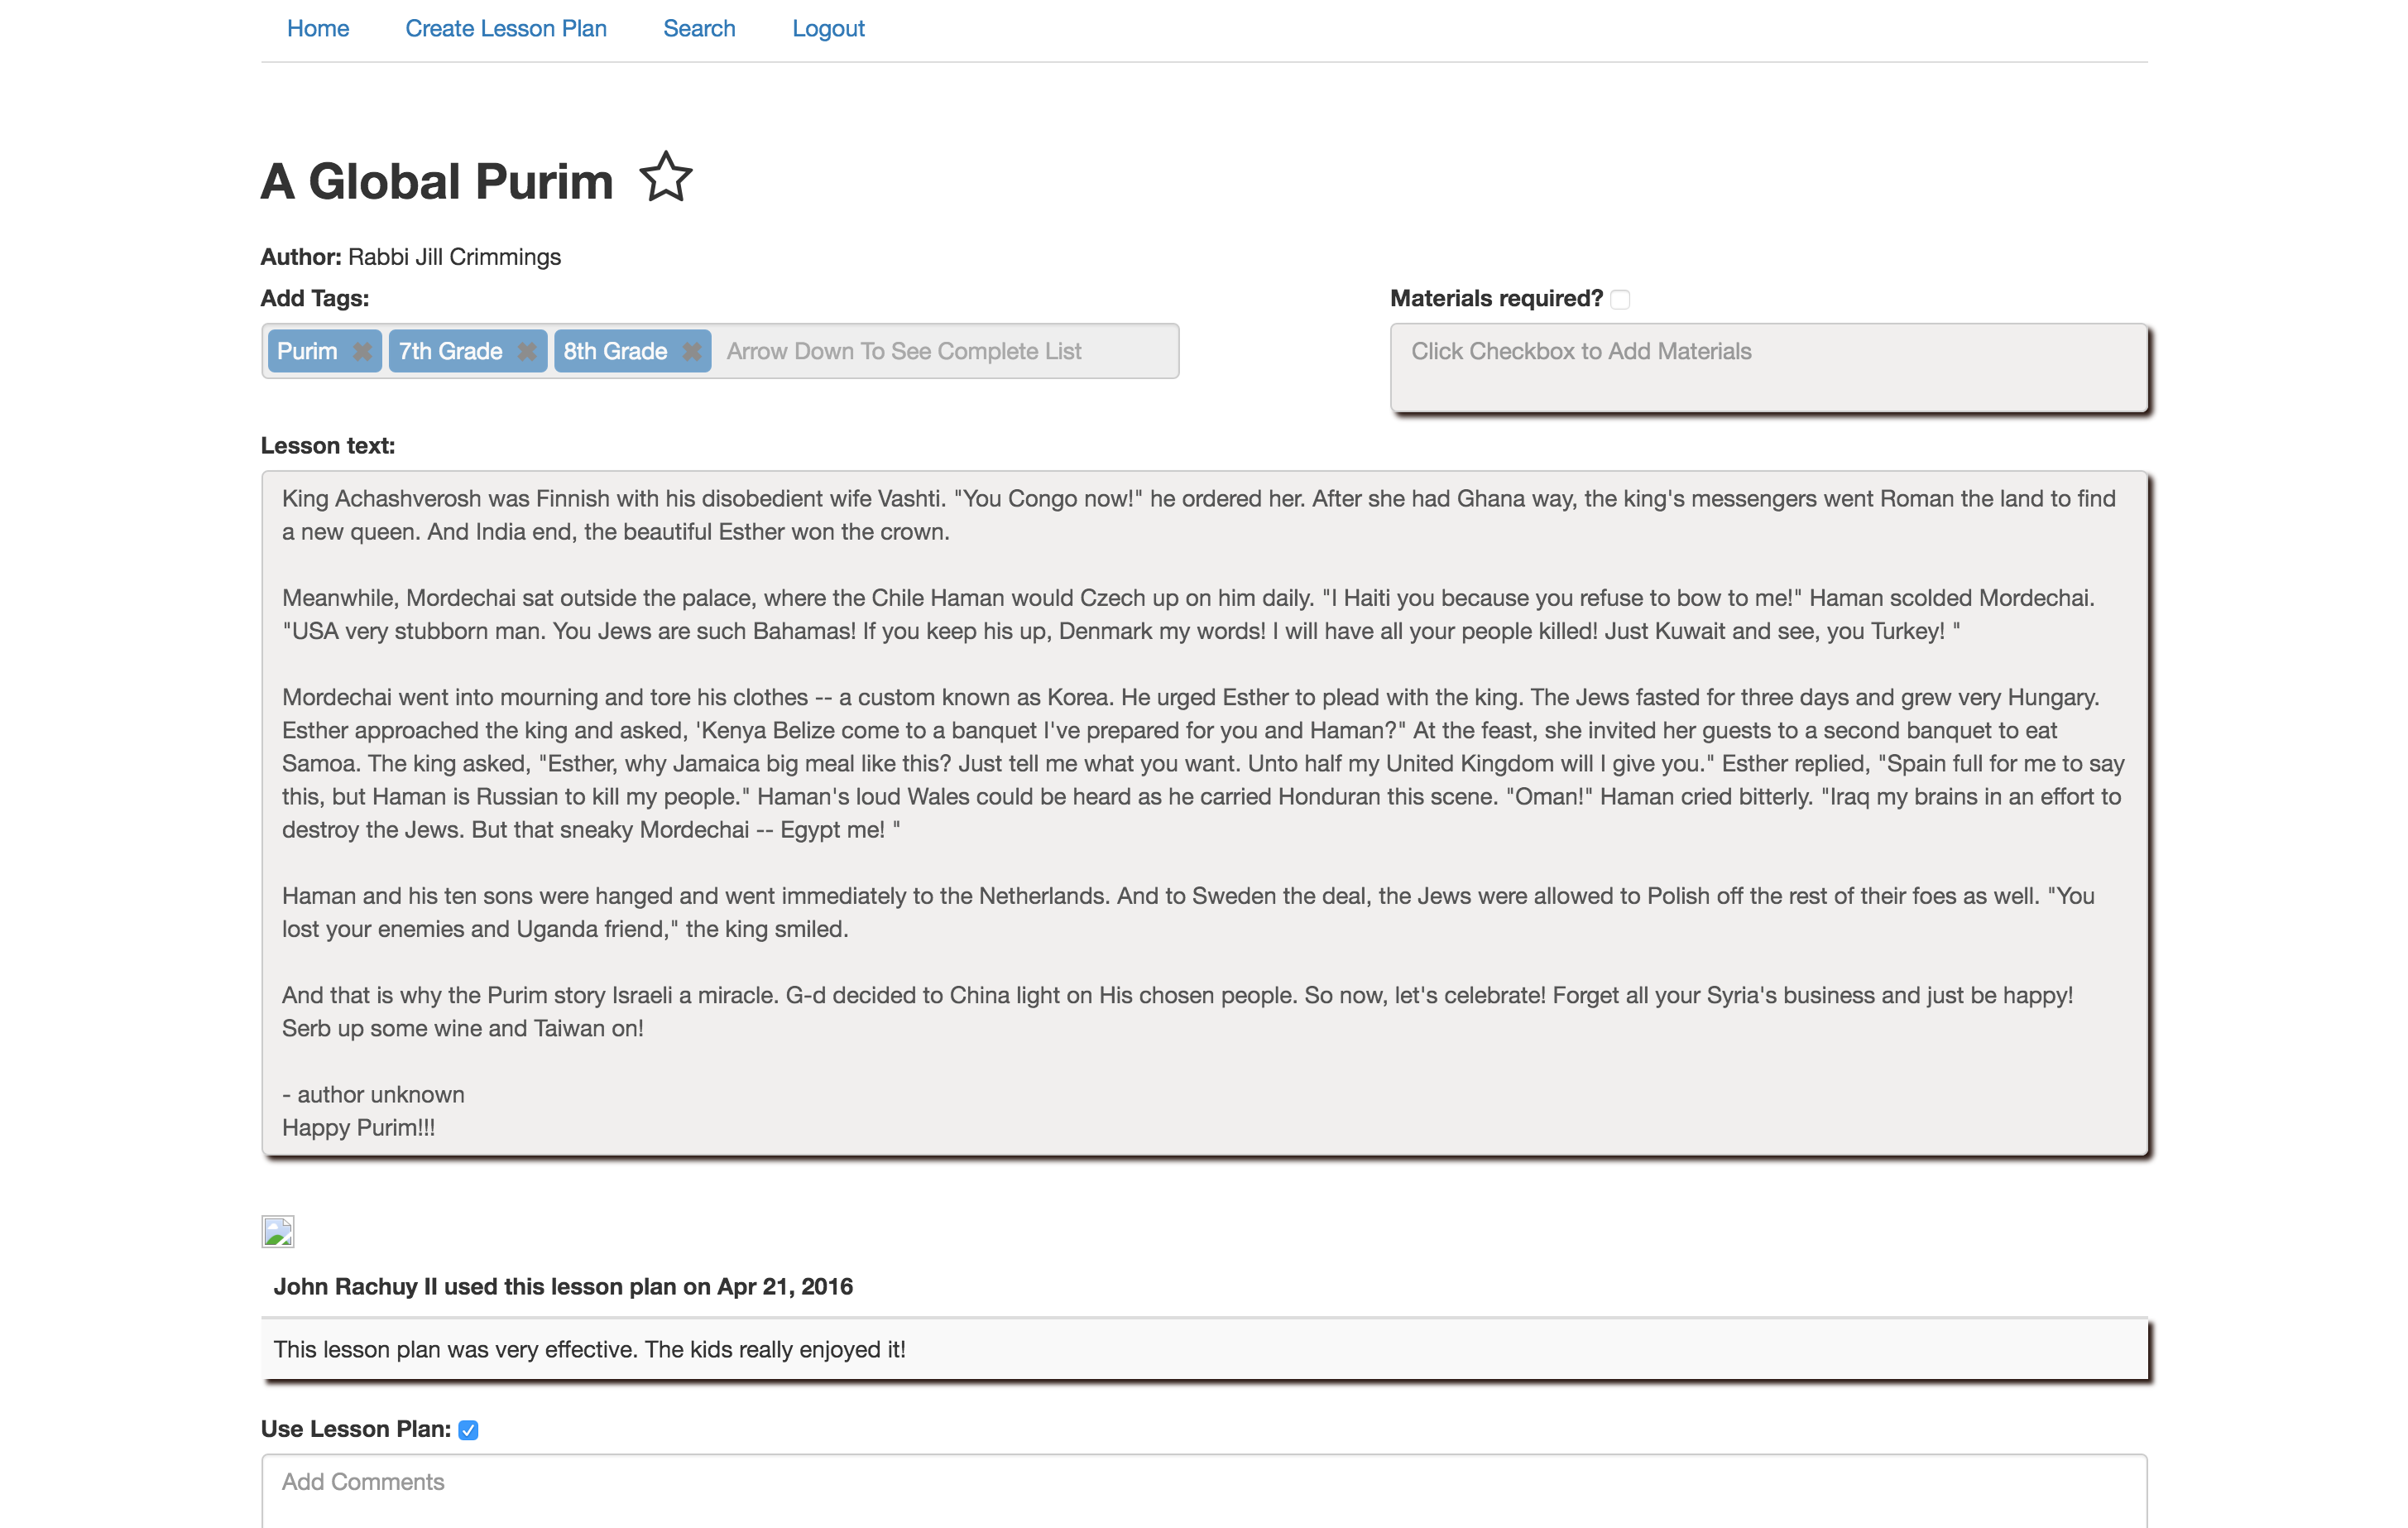 Home Create Lesson Plan Search Logout
A Global Purim
Author: Rabbi Jill Crimmings
Add Tags:
Materials required?
Purim ✖ 7th Grade ✖ 8th Grade ✖ Arrow Down To See Complete List
Click Checkbox to Add Materials
Lesson text:
King Achashverosh was Finnish with his disobedient wife Vashti. "You Congo now!" he ordered her. After she had Ghana way, the king's messengers went Roman the land to find
a new queen. And India end, the beautiful Esther won the crown.
Meanwhile, Mordechai sat outside the palace, where the Chile Haman would Czech up on him daily. "I Haiti you because you refuse to bow to me!" Haman scolded Mordechai.
"USA very stubborn man. You Jews are such Bahamas! If you keep his up, Denmark my words! I will have all your people killed! Just Kuwait and see, you Turkey! "
Mordechai went into mourning and tore his clothes -- a custom known as Korea. He urged Esther to plead with the king. The Jews fasted for three days and grew very Hungary.
Esther approached the king and asked, 'Kenya Belize come to a banquet I've prepared for you and Haman?" At the feast, she invited her guests to a second banquet to eat
Samoa. The king asked, "Esther, why Jamaica big meal like this? Just tell me what you want. Unto half my United Kingdom will I give you." Esther replied, "Spain full for me to say
this, but Haman is Russian to kill my people." Haman's loud Wales could be heard as he carried Honduran this scene. "Oman!" Haman cried bitterly. "Iraq my brains in an effort to
destroy the Jews. But that sneaky Mordechai -- Egypt me! "
Haman and his ten sons were hanged and went immediately to the Netherlands. And to Sweden the deal, the Jews were allowed to Polish off the rest of their foes as well. "You
lost your enemies and Uganda friend," the king smiled.
And that is why the Purim story Israeli a miracle. G-d decided to China light on His chosen people. So now, let's celebrate! Forget all your Syria's business and just be happy!
Serb up some wine and Taiwan on!
- author unknown
Happy Purim!!!
John Rachuy II used this lesson plan on Apr 21, 2016
This lesson plan was very effective. The kids really enjoyed it!
Use Lesson Plan:
Add Comments